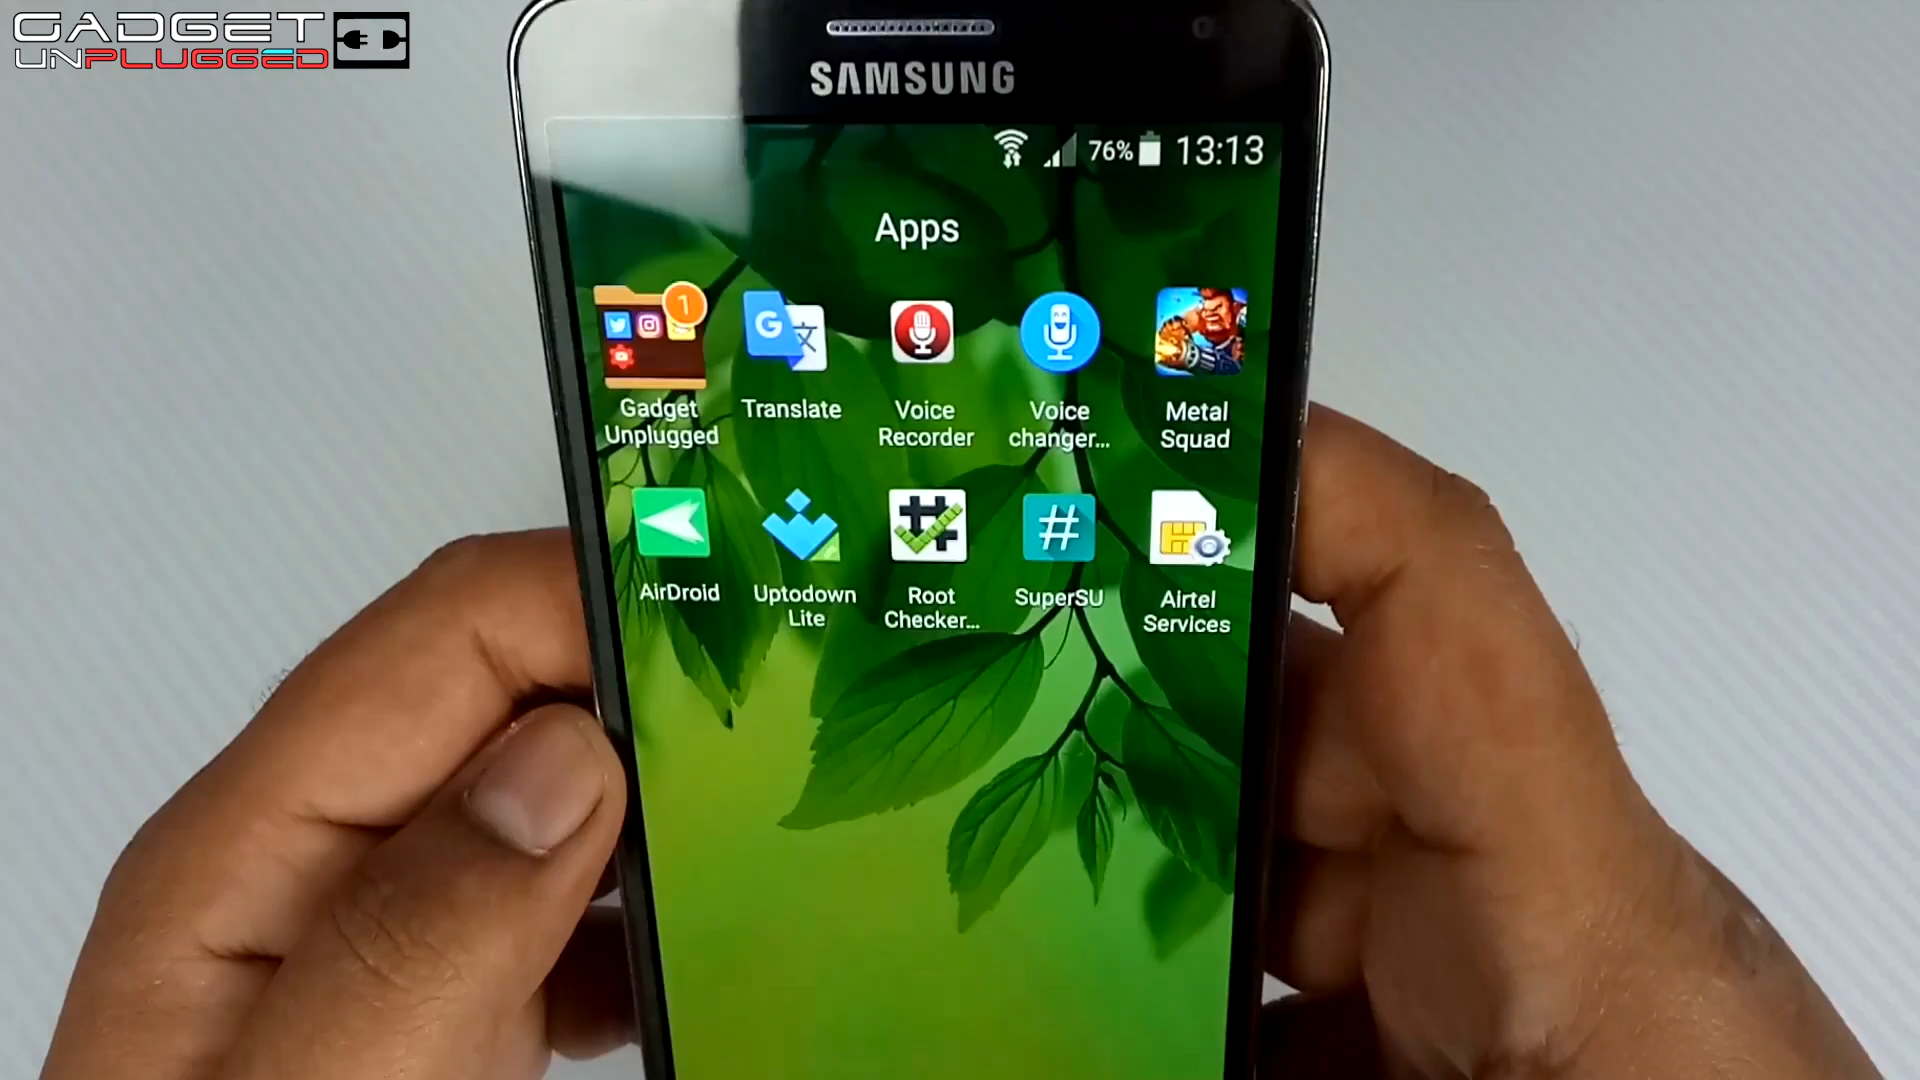 GADGET
UNPLUGGED
SAMSUNG
76% 13:13
Apps
1
Gadget
Unplugged
Translate
Voice
Recorder
Voice
changer...
Metal
Squad
AirDroid
Uptodown
Lite
Root
Checker...
SuperSU
Airtel
Services